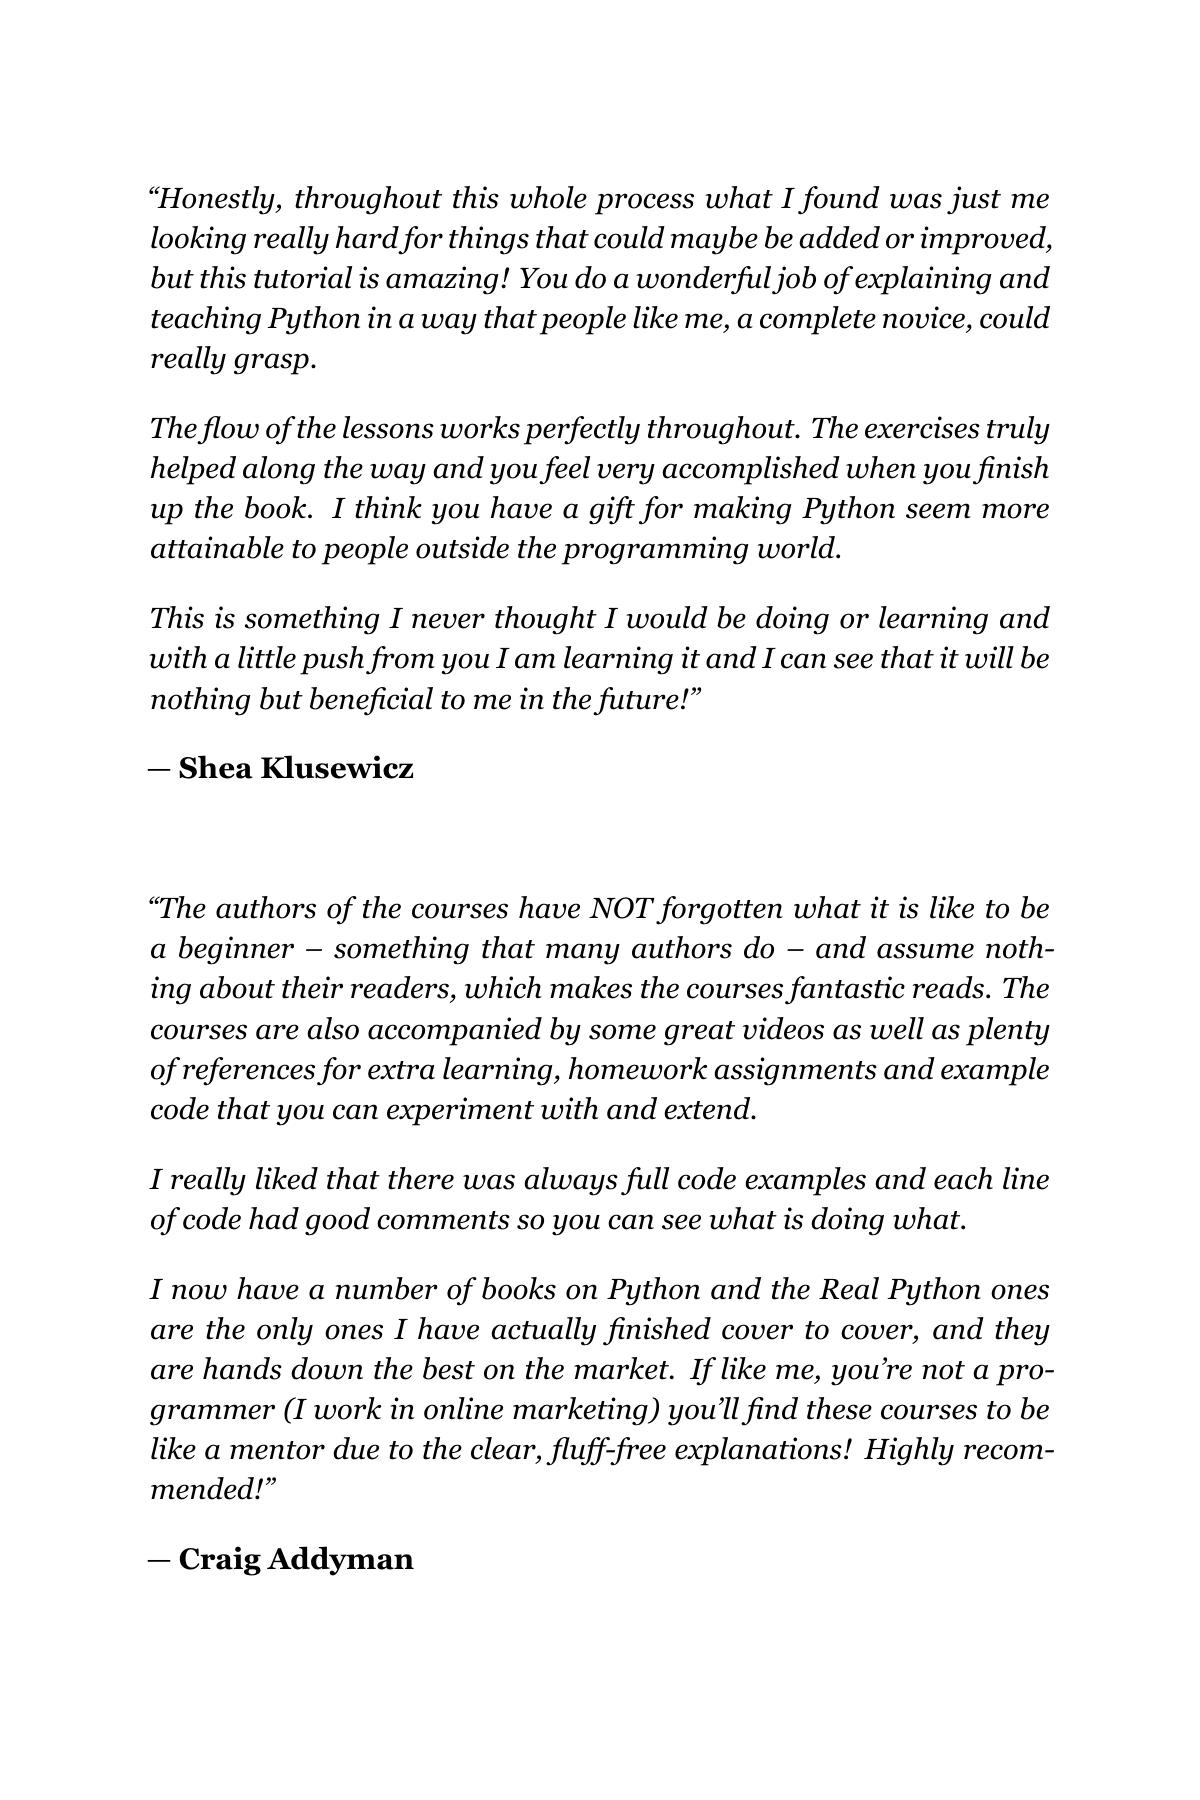 “Honestly, throughout this whole process what I found was just me
looking really hard for things that could maybe be added or improved,
but this tutorial is amazing! You do a wonderful job of explaining and
teaching Python in a way that people like me, a complete novice, could
really grasp.
The flow of the lessons works perfectly throughout. The exercises truly
helped along the way and you feel very accomplished when you finish
up the book. I think you have a gift for making Python seem more
attainable to people outside the programming world.
This is something I never thought I would be doing or learning and
with a little push from you I am learning it and I can see that it will be
nothing but beneficial to me in the future!”
— Shea Klusewicz
“The authors of the courses have NOT forgotten what it is like to be
a beginner – something that many authors do – and assume noth-
ing about their readers, which makes the courses fantastic reads. The
courses are also accompanied by some great videos as well as plenty
of references for extra learning, homework assignments and example
code that you can experiment with and extend.
I really liked that there was always full code examples and each line
of code had good comments so you can see what is doing what.
I now have a number of books on Python and the Real Python ones
are the only ones I have actually finished cover to cover, and they
are hands down the best on the market. If like me, you’re not a pro-
grammer (I work in online marketing) you’ll find these courses to be
like a mentor due to the clear, fluff-free explanations! Highly recom-
mended!”
— Craig Addyman